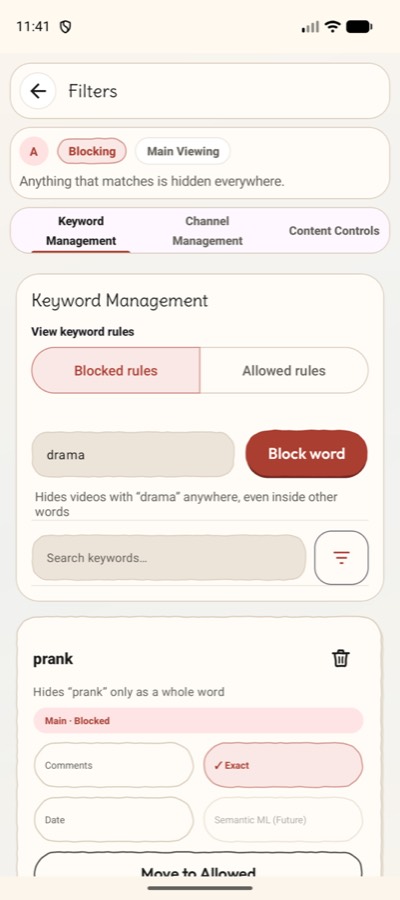 11:41
Filters
A Blocking Main Viewing
Anything that matches is hidden everywhere.
Keyword Management
Channel Management
Content Controls
Keyword Management
View keyword rules
Blocked rules Allowed rules
drama Block word
Hides videos with “drama” anywhere, even inside other
words
Search keywords…
prank
Hides “prank” only as a whole word
Main · Blocked
Comments ✓ Exact
Date Semantic ML (Future)
Move to Allowed